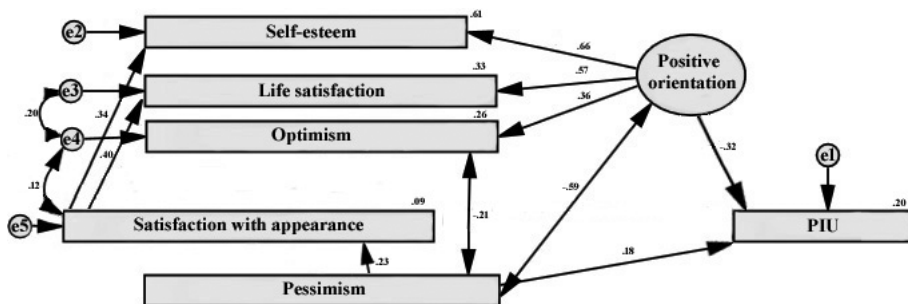 .61
e2
Self-esteem
.66
Positive
orientation
.33
.57
e3
Life satisfaction
.36
.20
.34
.26
e4
Optimism
.40
-.32
e1
.12
-.59
.09
-.21
.20
e5
Satisfaction with appearance
PIU
.23
.18
Pessimism